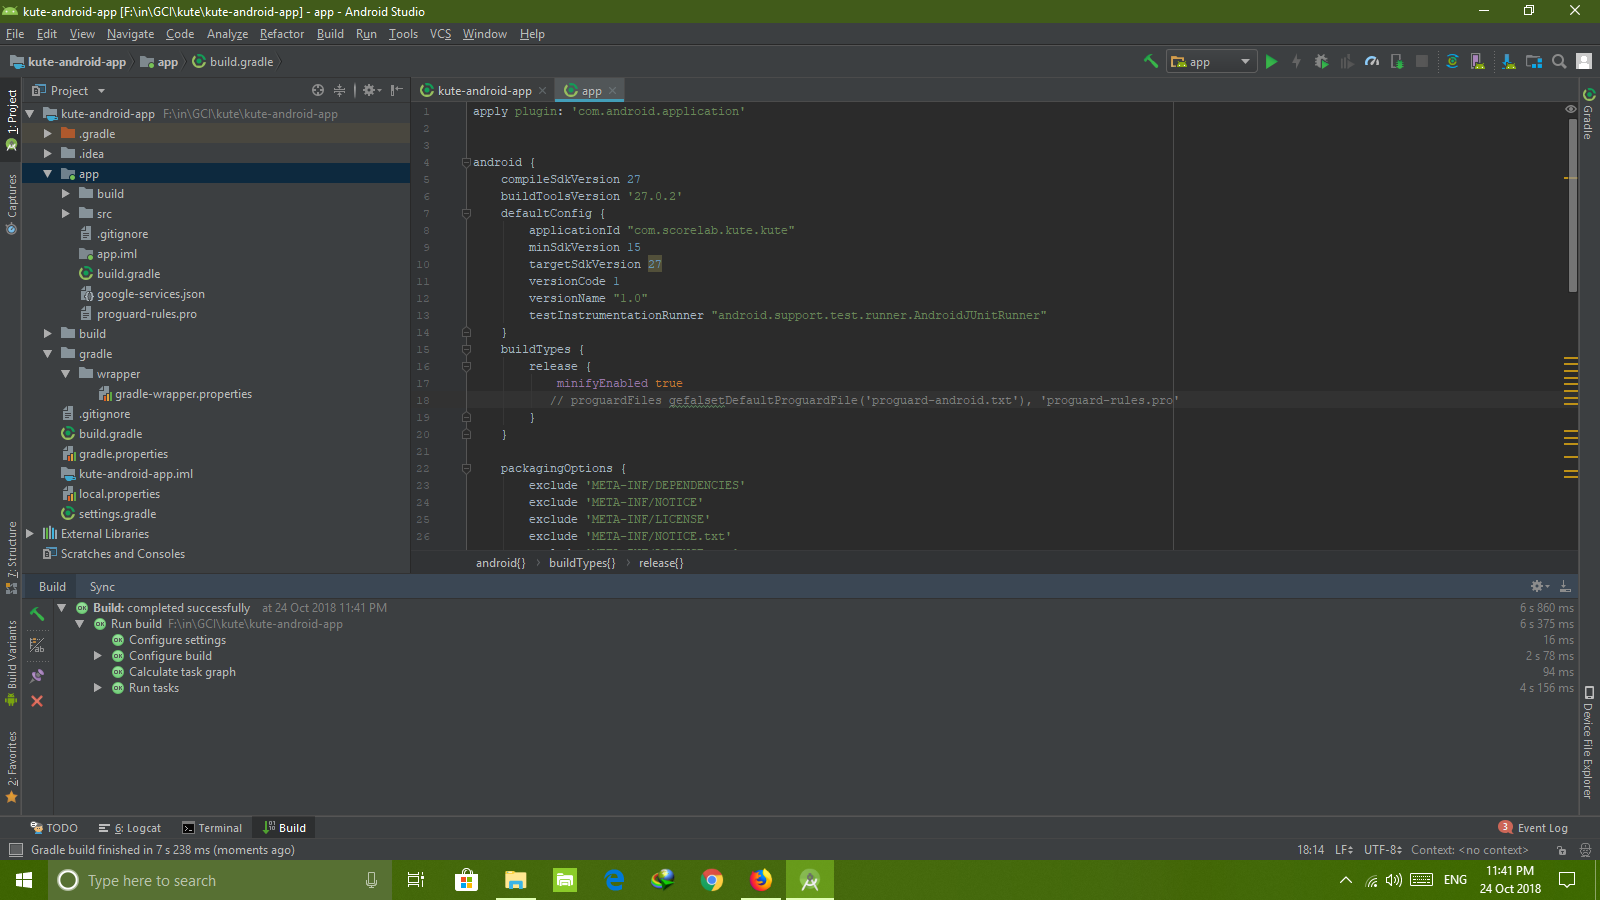 kute-android-app [F:\in\GCI\kute\kute-android-app] - app - Android Studio
File Edit View Navigate Code Analyze Refactor Build Run Tools VCS Window Help
kute-android-app app build.gradle
app
Project
kute-android-app app
1: Project
Captures
7: Structure
Build Variants
2: Favorites
kute-android-app F:\in\GCI\kute\kute-android-app
.gradle
.idea
app
build
src
.gitignore
app.iml
build.gradle
google-services.json
proguard-rules.pro
build
gradle
wrapper
gradle-wrapper.properties
.gitignore
build.gradle
gradle.properties
kute-android-app.iml
local.properties
settings.gradle
External Libraries
Scratches and Consoles
1 apply plugin: 'com.android.application'
2
3
4 android {
5 compileSdkVersion 27
6 buildToolsVersion '27.0.2'
7 defaultConfig {
8 applicationId "com.scorelab.kute.kute"
9 minSdkVersion 15
10 targetSdkVersion 27
11 versionCode 1
12 versionName "1.0"
13 testInstrumentationRunner "android.support.test.runner.AndroidJUnitRunner"
14 }
15 buildTypes {
16 release {
17 minifyEnabled true
18 // proguardFiles gefalsetDefaultProguardFile('proguard-android.txt'), 'proguard-rules.pro'
19 }
20 }
21
22 packagingOptions {
23 exclude 'META-INF/DEPENDENCIES'
24 exclude 'META-INF/NOTICE'
25 exclude 'META-INF/LICENSE'
26 exclude 'META-INF/NOTICE.txt'
android{} buildTypes{} release{}
Gradle
Device File Explorer
Build Sync
Build: completed successfully at 24 Oct 2018 11:41 PM 6 s 860 ms
Run build F:\in\GCI\kute\kute-android-app 6 s 375 ms
Configure settings 16 ms
Configure build 2 s 78 ms
Calculate task graph 94 ms
Run tasks 4 s 156 ms
TODO 6: Logcat Terminal Build 3 Event Log
Gradle build finished in 7 s 238 ms (moments ago) 18:14 LF UTF-8 Context: <no context>
Type here to search ENG 11:41 PM
24 Oct 2018